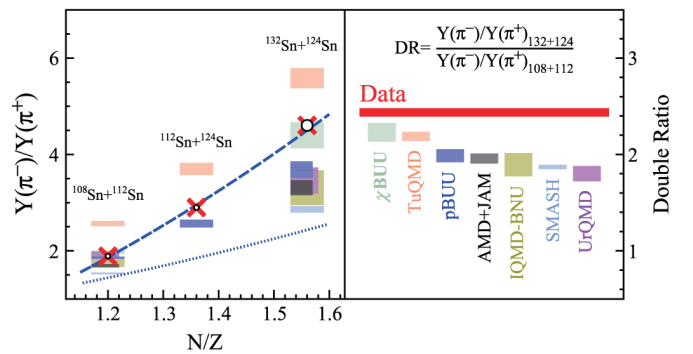 6
4
2
Y(π⁻)/Y(π⁺)
¹⁰⁸Sn+¹¹²Sn
¹¹²Sn+¹²⁴Sn
¹³²Sn+¹²⁴Sn
1.2 1.3 1.4 1.5 1.6
N/Z
DR= Y(π⁻)/Y(π⁺)₁₃₂₊₁₂₄
Y(π⁻)/Y(π⁺)₁₀₈₊₁₁₂
Data
χBUU
TuQMD
pBUU
AMD+JAM
IQMD-BNU
SMASH
UrQMD
3
2
1
Double Ratio